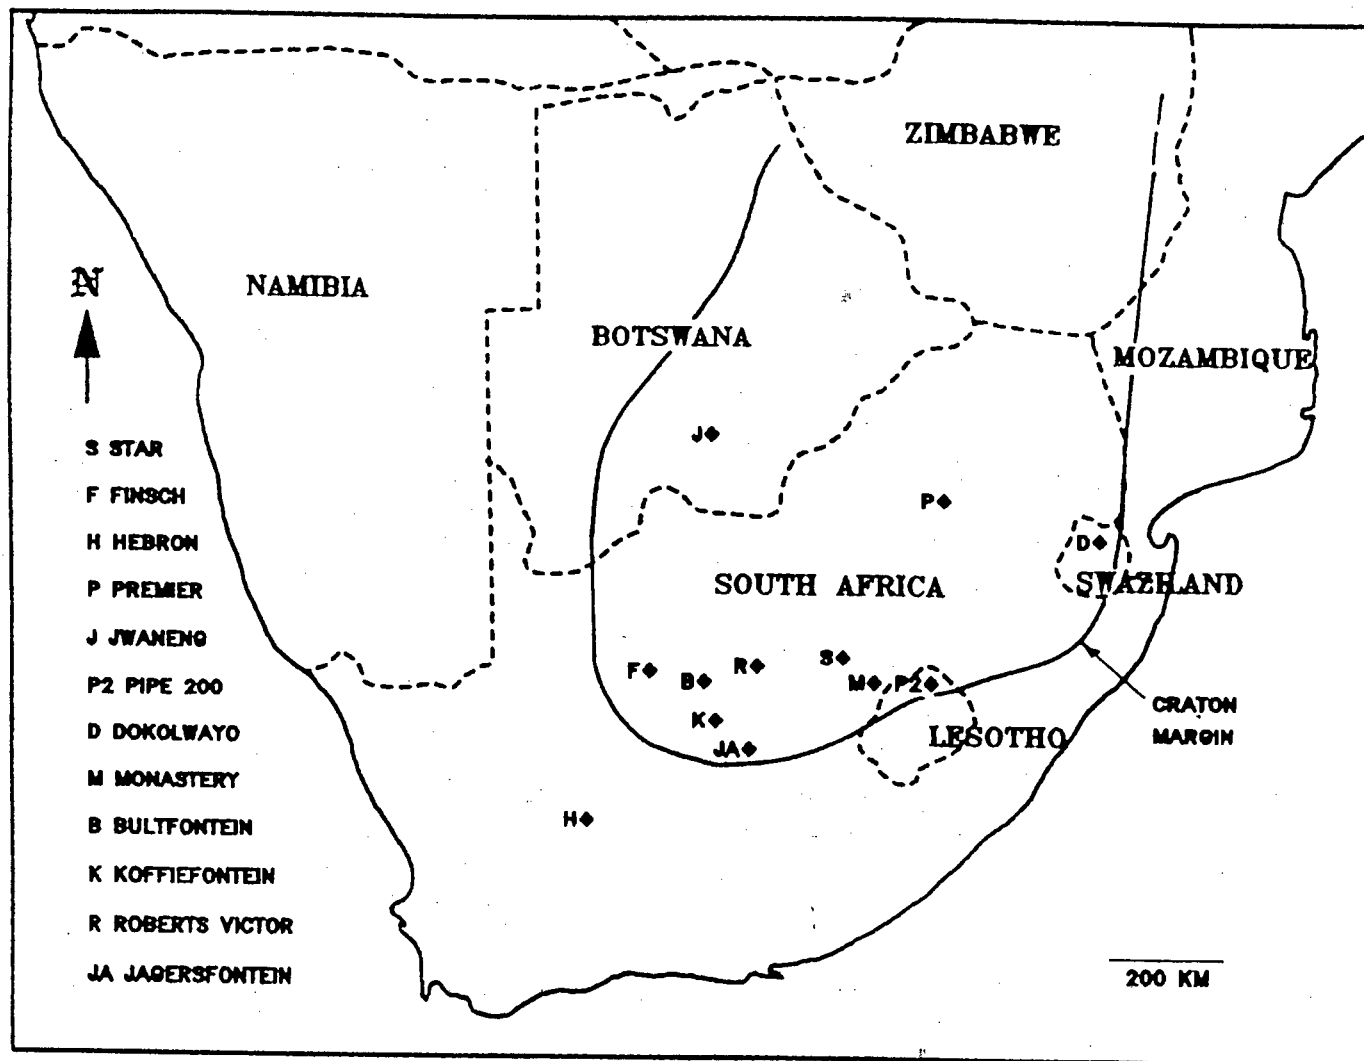 ZIMBABWE
N
NAMIBIA
BOTSWANA
MOZAMBIQUE
J
S STAR
F FINSCH
H HEBRON
P PREMIER
J JWANENG
P2 PIPE 200
D DOKOLWAYO
M MONASTERY
B BULTFONTEIN
K KOFFIEFONTEIN
R ROBERTS VICTOR
JA JAGERSFONTEIN
P
D
SOUTH AFRICA
SWAZILAND
F
B
R
S
M
P2
K
JA
LESOTHO
CRATON
MARGIN
H
200 KM